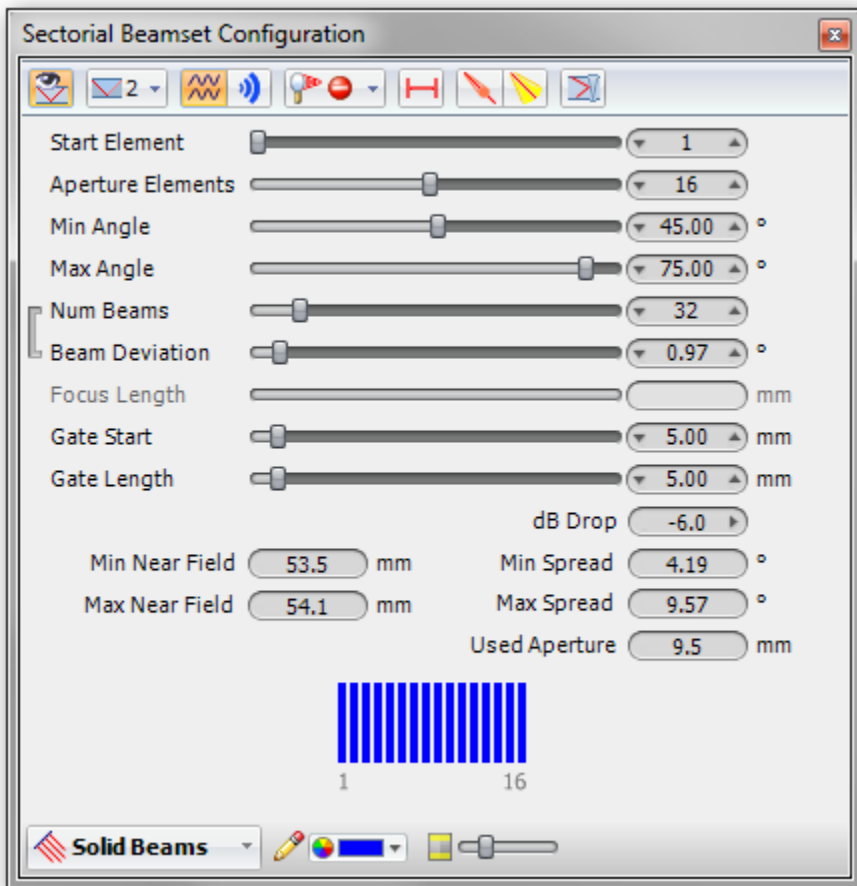 Sectorial Beamset Configuration
2
Start Element 1
Aperture Elements 16
Min Angle 45.00 °
Max Angle 75.00 °
Num Beams 32
Beam Deviation 0.97 °
Focus Length mm
Gate Start 5.00 mm
Gate Length 5.00 mm
dB Drop -6.0
Min Near Field 53.5 mm Min Spread 4.19 °
Max Near Field 54.1 mm Max Spread 9.57 °
Used Aperture 9.5 mm
1 16
Solid Beams